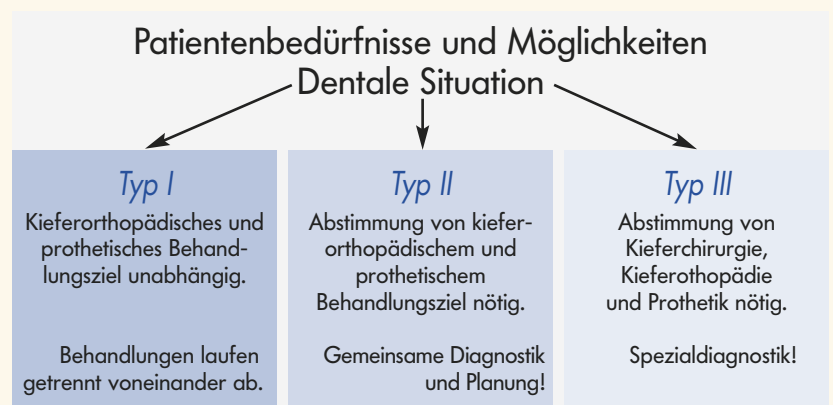 Patientenbedürfnisse und Möglichkeiten
Dentale Situation
Typ I
Kieferorthopädisches und
prothetisches Behand-
lungsziel unabhängig.
Behandlungen laufen
getrennt voneinander ab.
Typ II
Abstimmung von kiefer-
orthopädischem und
prothetischem
Behandlungsziel nötig.
Gemeinsame Diagnostik
und Planung!
Typ III
Abstimmung von
Kieferchirurgie,
Kieferothopädie
und Prothetik nötig.
Spezialdiagnostik!